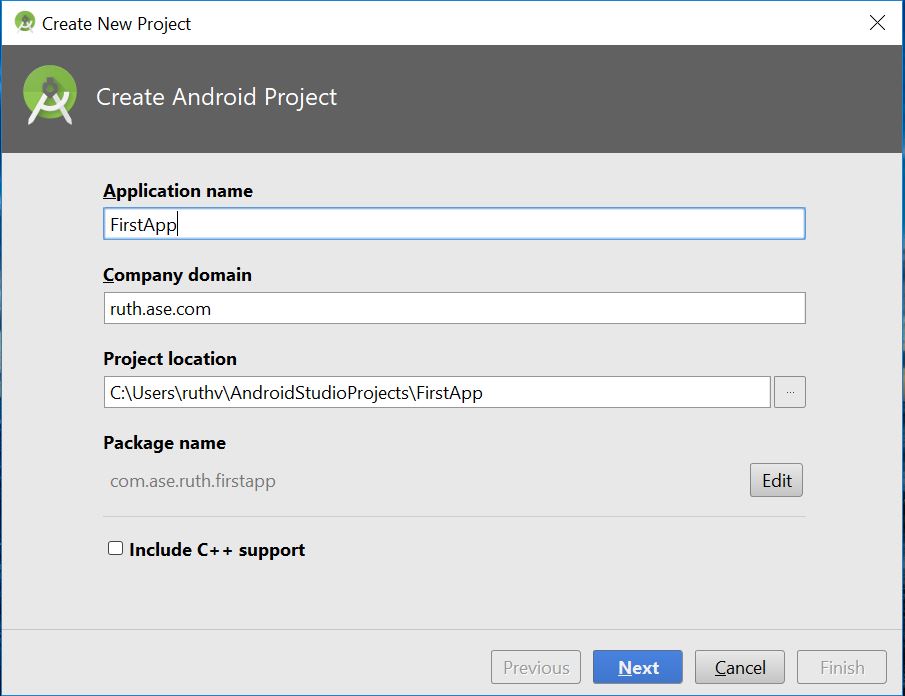 Create New Project
Create Android Project
Application name
FirstApp
Company domain
ruth.ase.com
Project location
C:\Users\ruthv\AndroidStudioProjects\FirstApp
...
Package name
com.ase.ruth.firstapp
Edit
Include C++ support
Previous
Next
Cancel
Finish